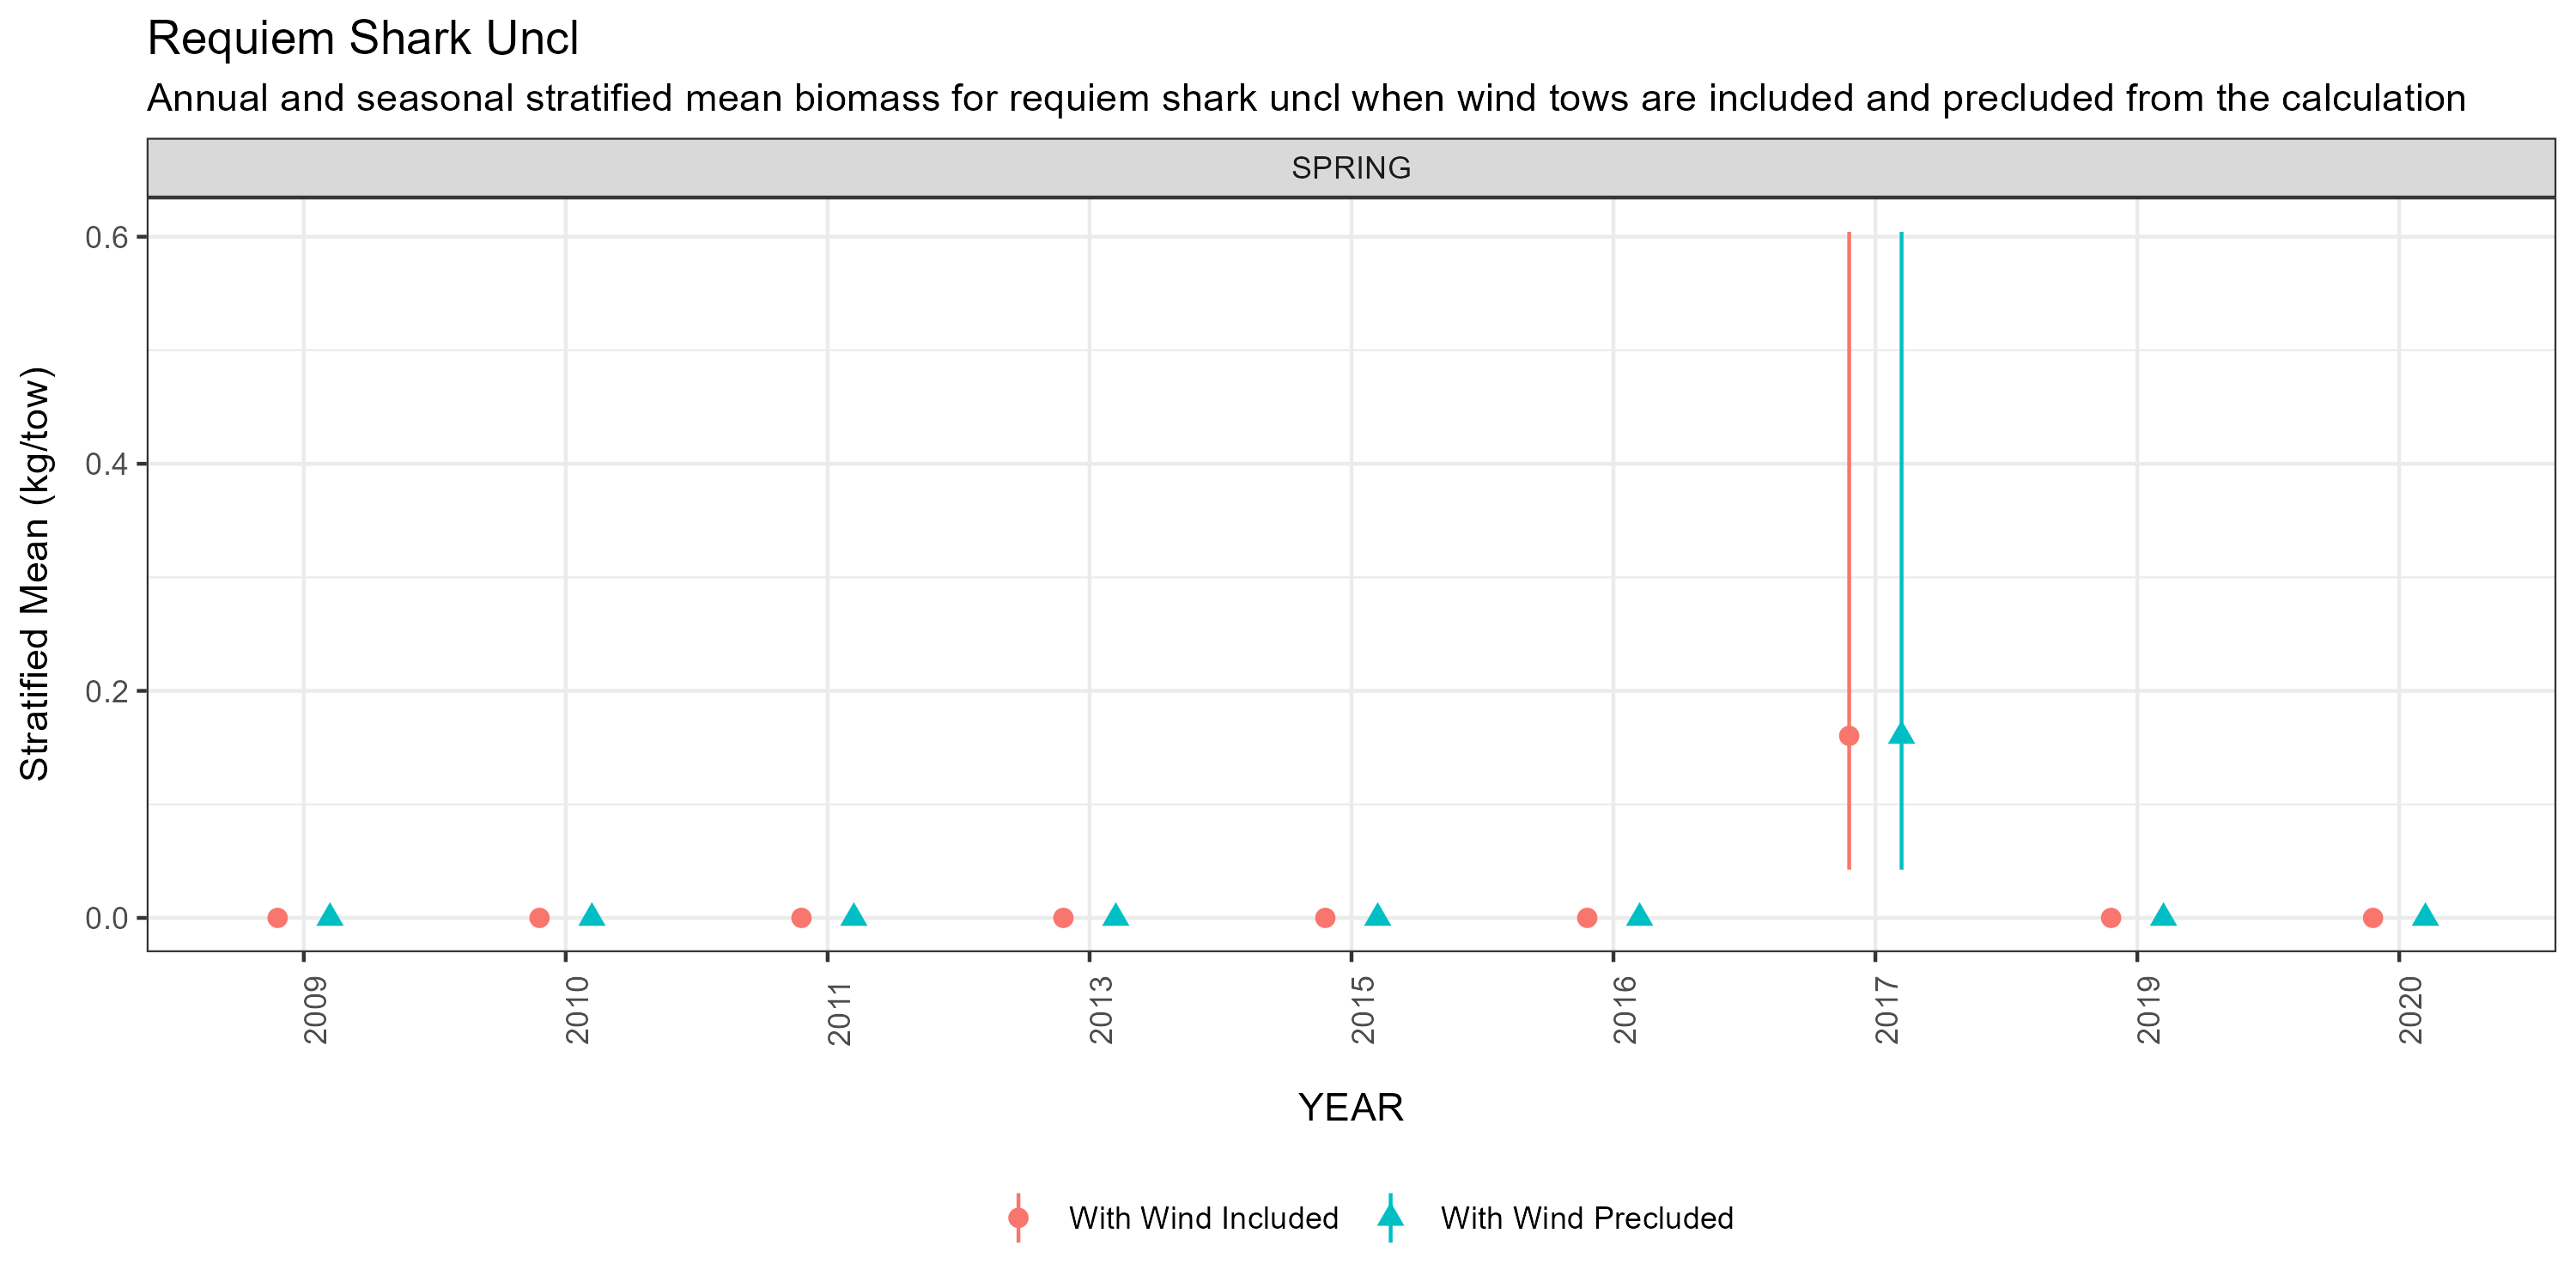 Requiem Shark Uncl
Annual and seasonal stratified mean biomass for requiem shark uncl when wind tows are included and precluded from the calculation
SPRING
Stratified Mean (kg/tow)
0.6
0.4
0.2
0.0
2009
2010
2011
2013
2015
2016
2017
2019
2020
YEAR
With Wind Included
With Wind Precluded